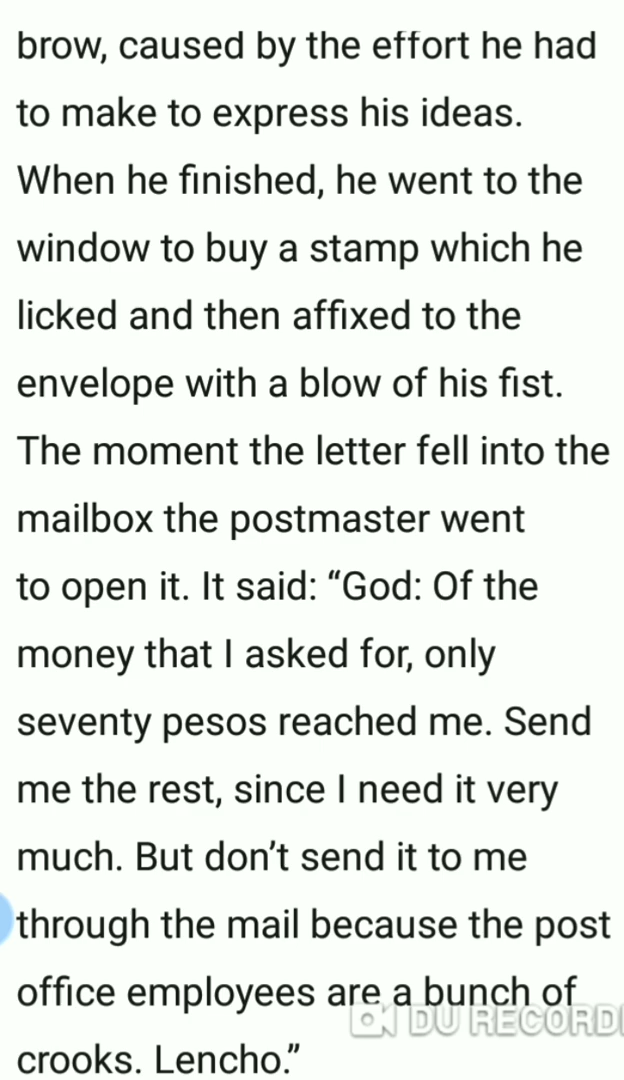 brow, caused by the effort he had
to make to express his ideas.
When he finished, he went to the
window to buy a stamp which he
licked and then affixed to the
envelope with a blow of his fist.
The moment the letter fell into the
mailbox the postmaster went
to open it. It said: “God: Of the
money that I asked for, only
seventy pesos reached me. Send
me the rest, since I need it very
much. But don’t send it to me
through the mail because the post
office employees are a bunch of
DU RECORD
crooks. Lencho.”